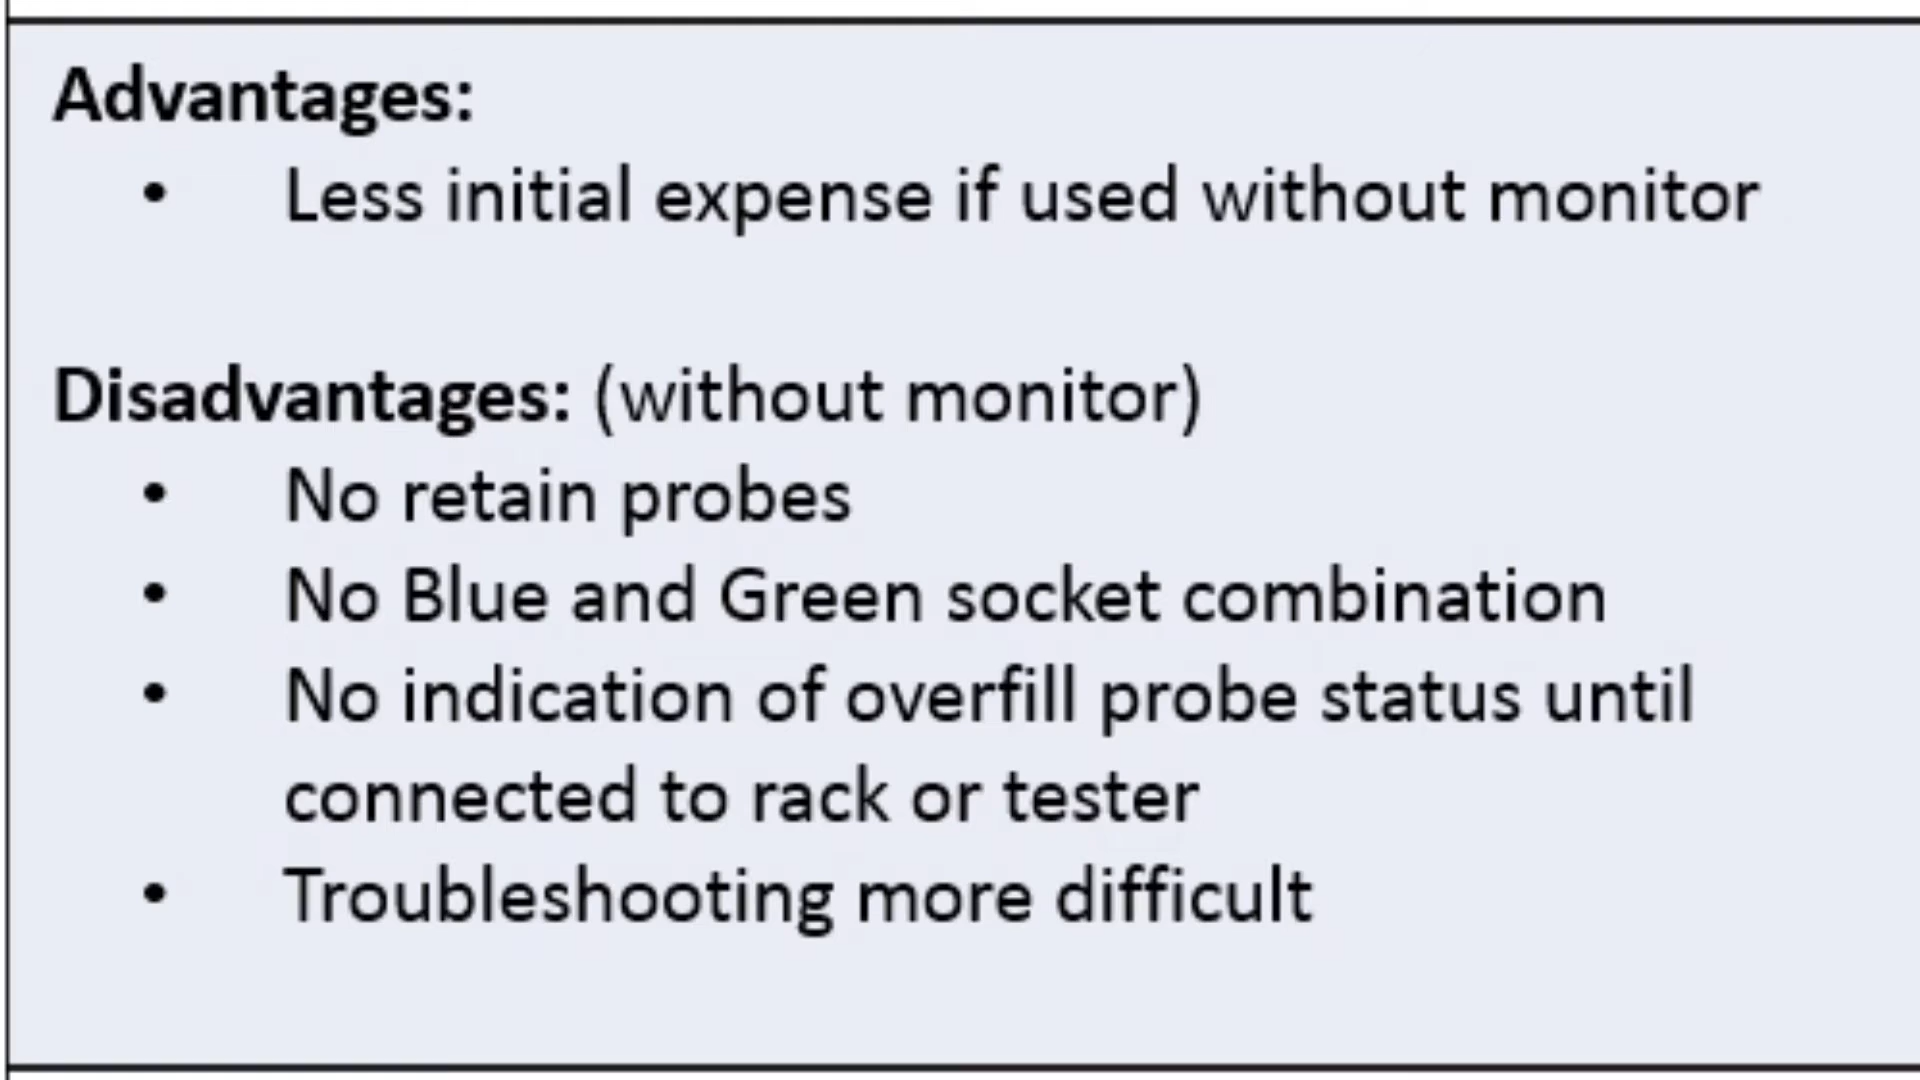 Advantages:
• Less initial expense if used without monitor
Disadvantages: (without monitor)
• No retain probes
• No Blue and Green socket combination
• No indication of overfill probe status until
connected to rack or tester
• Troubleshooting more difficult